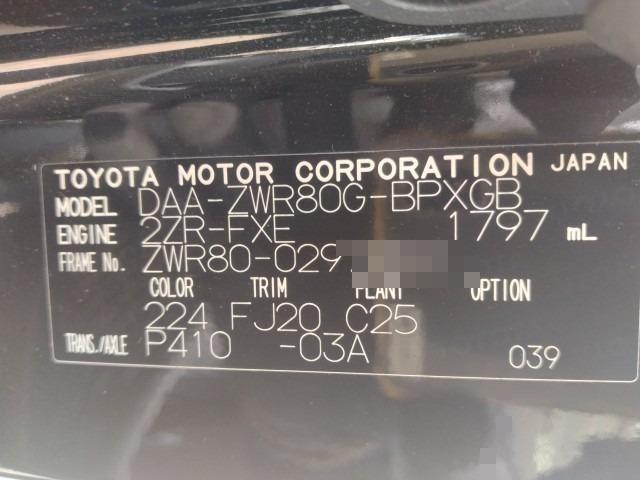 TOYOTA MOTOR CORPORATION JAPAN
MODEL DAA-ZWR80G-BPXGB
ENGINE 2ZR-FXE 1797 mL
FRAME No. ZWR80-029
COLOR TRIM PLANT OPTION
224 FJ20 C25
TRANS./AXLE P410 -03A 039